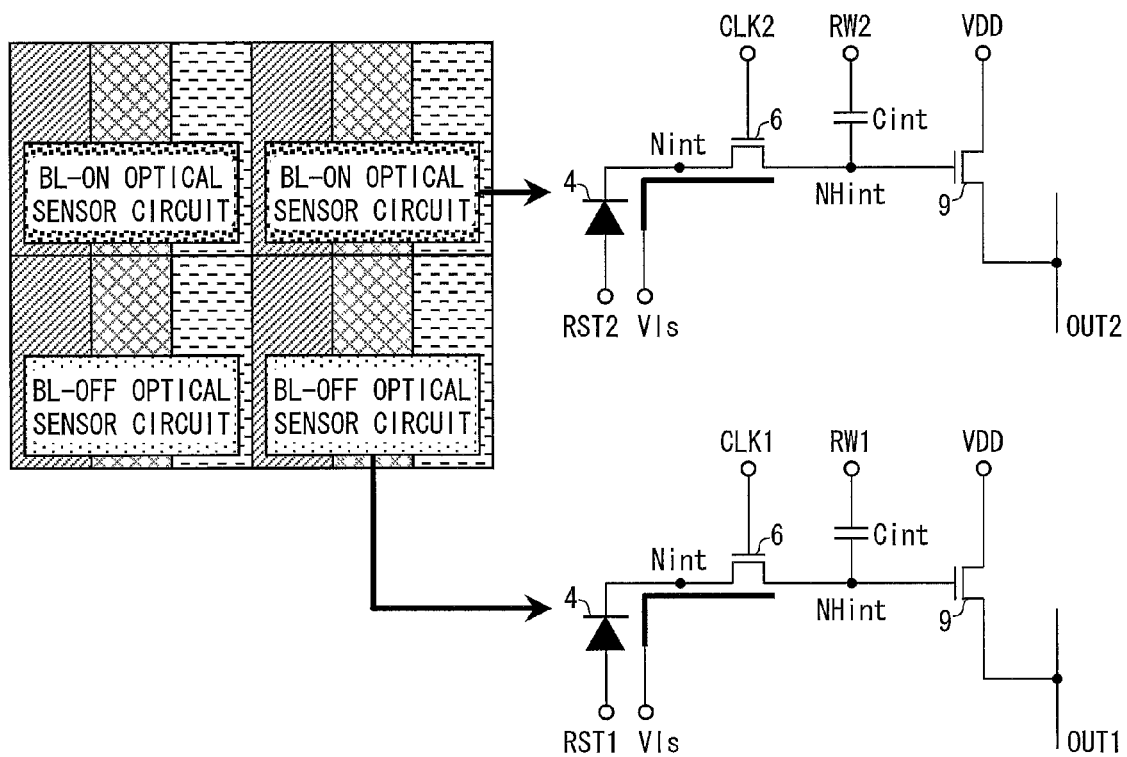 BL-ON OPTICAL
SENSOR CIRCUIT
BL-ON OPTICAL
SENSOR CIRCUIT
BL-OFF OPTICAL
SENSOR CIRCUIT
BL-OFF OPTICAL
SENSOR CIRCUIT
CLK2
RW2
VDD
6
Cint
Nint
4
NHint
9
RST2
Vls
OUT2
CLK1
RW1
VDD
6
Cint
Nint
4
NHint
9
RST1
Vls
OUT1